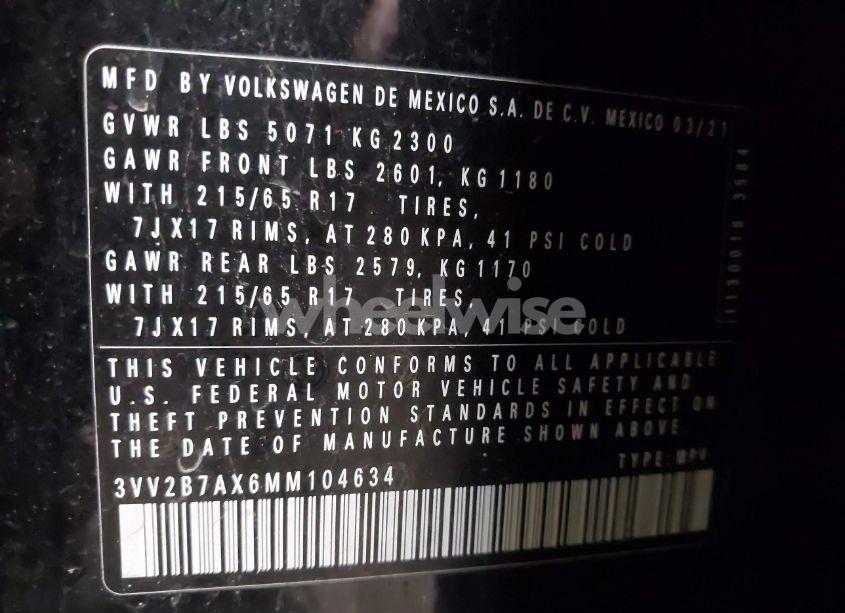 MFD BY VOLKSWAGEN DE MEXICO S.A. DE C.V. MEXICO 03/21
GVWR LBS 5071 KG 2300
GAWR FRONT LBS 2601, KG 1180
WITH 215/65 R17 TIRES,
7JX17 RIMS, AT 280 KPA, 41 PSI COLD
GAWR REAR LBS 2579, KG 1170
WITH 215/65 R17 TIRES,
7JX17 RIMS, AT 280 KPA, 41 PSI COLD
wheelwise
THIS VEHICLE CONFORMS TO ALL APPLICABLE
U.S. FEDERAL MOTOR VEHICLE SAFETY AND
THEFT PREVENTION STANDARDS IN EFFECT ON
THE DATE OF MANUFACTURE SHOWN ABOVE
TYPE: MPV
3VV2B7AX6MM104634